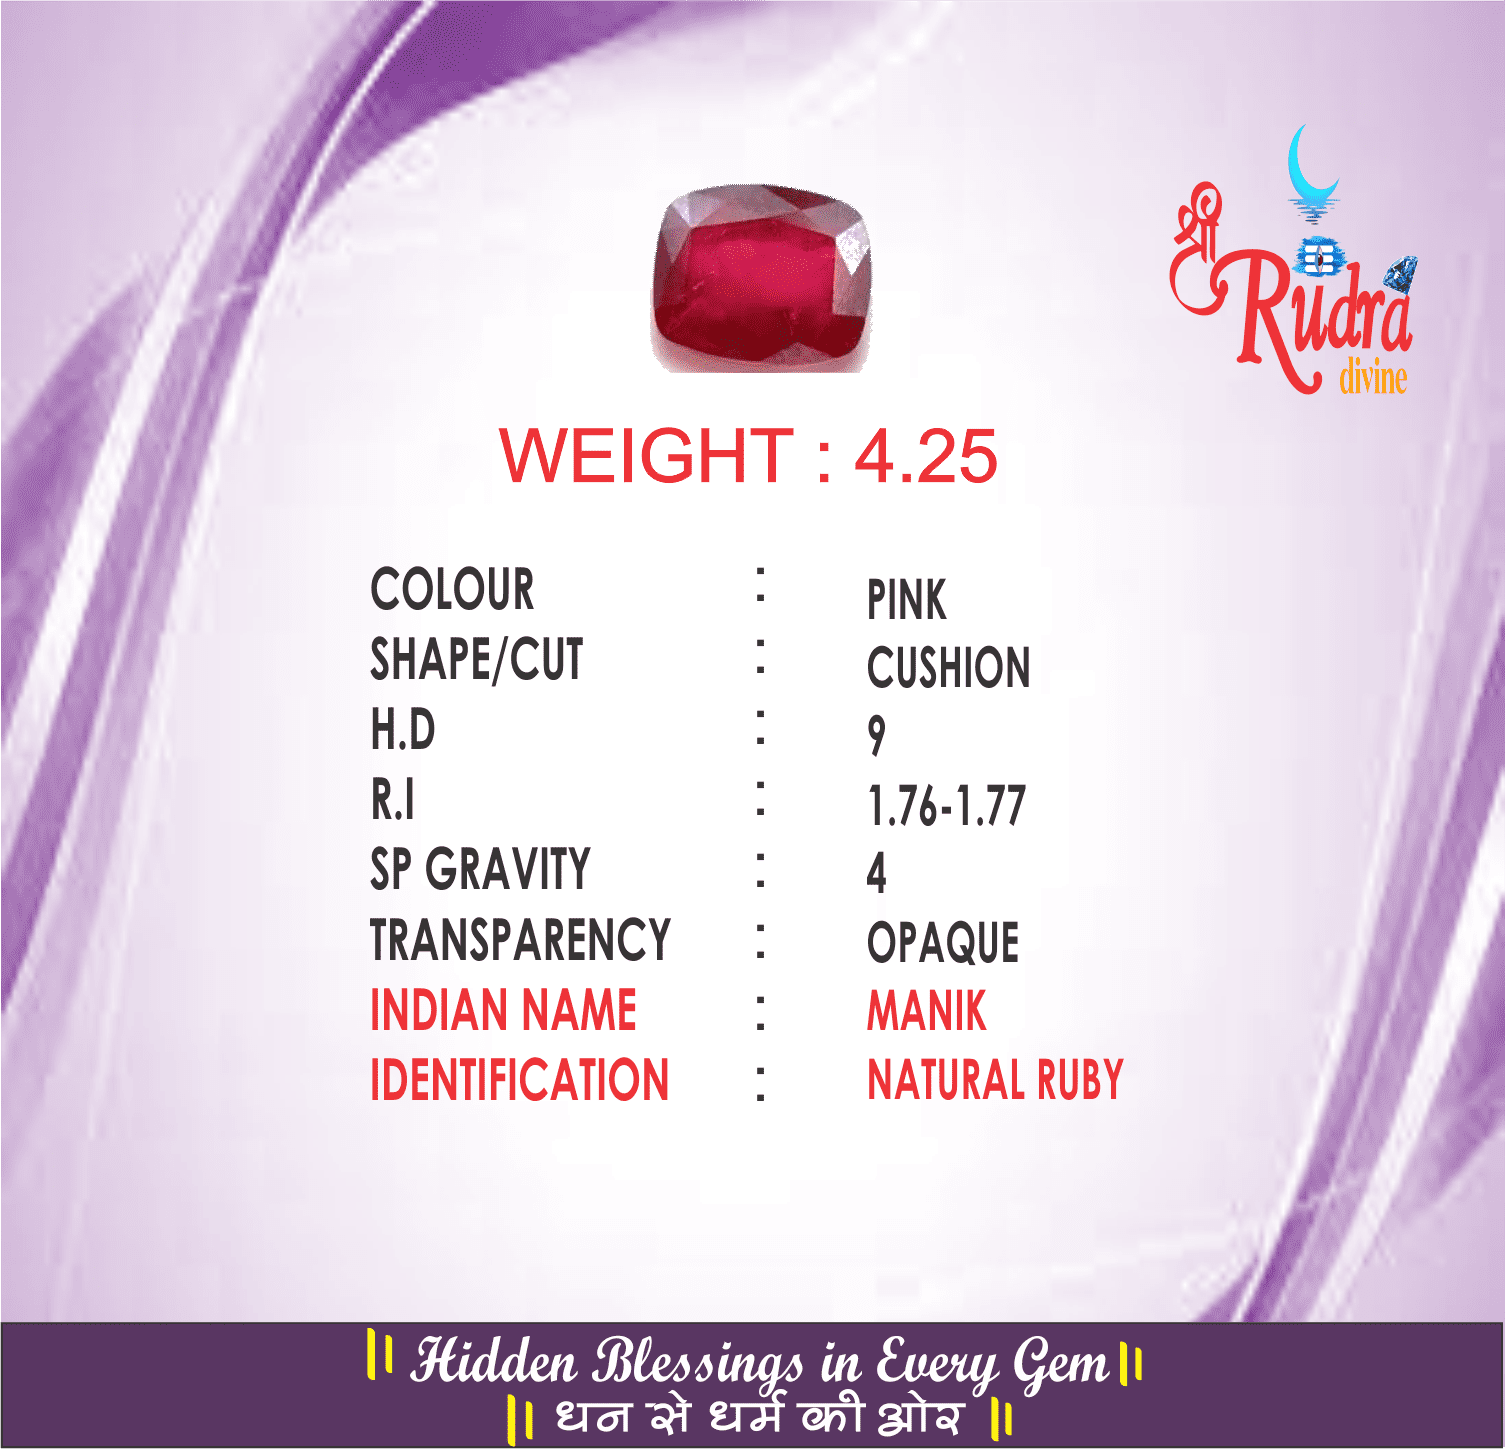 श्री
Rudra
divine
WEIGHT : 4.25
COLOUR : PINK
SHAPE/CUT : CUSHION
H.D : 9
R.I : 1.76-1.77
SP GRAVITY : 4
TRANSPARENCY : OPAQUE
INDIAN NAME : MANIK
IDENTIFICATION : NATURAL RUBY
|| Hidden Blessings in Every Gem ||
|| धन से धर्म की ओर ||